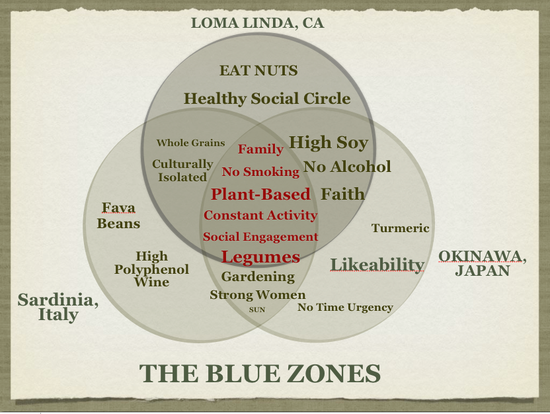 LOMA LINDA, CA
EAT NUTS
Healthy Social Circle
Whole Grains
High Soy
Family
Culturally
Isolated
No Smoking
No Alcohol
Plant-Based
Faith
Fava
Beans
Constant Activity
Turmeric
Social Engagement
High
Polyphenol
Wine
Legumes
Likeability
OKINAWA,
JAPAN
Gardening
Sardinia,
Italy
Strong Women
SUN
No Time Urgency
THE BLUE ZONES